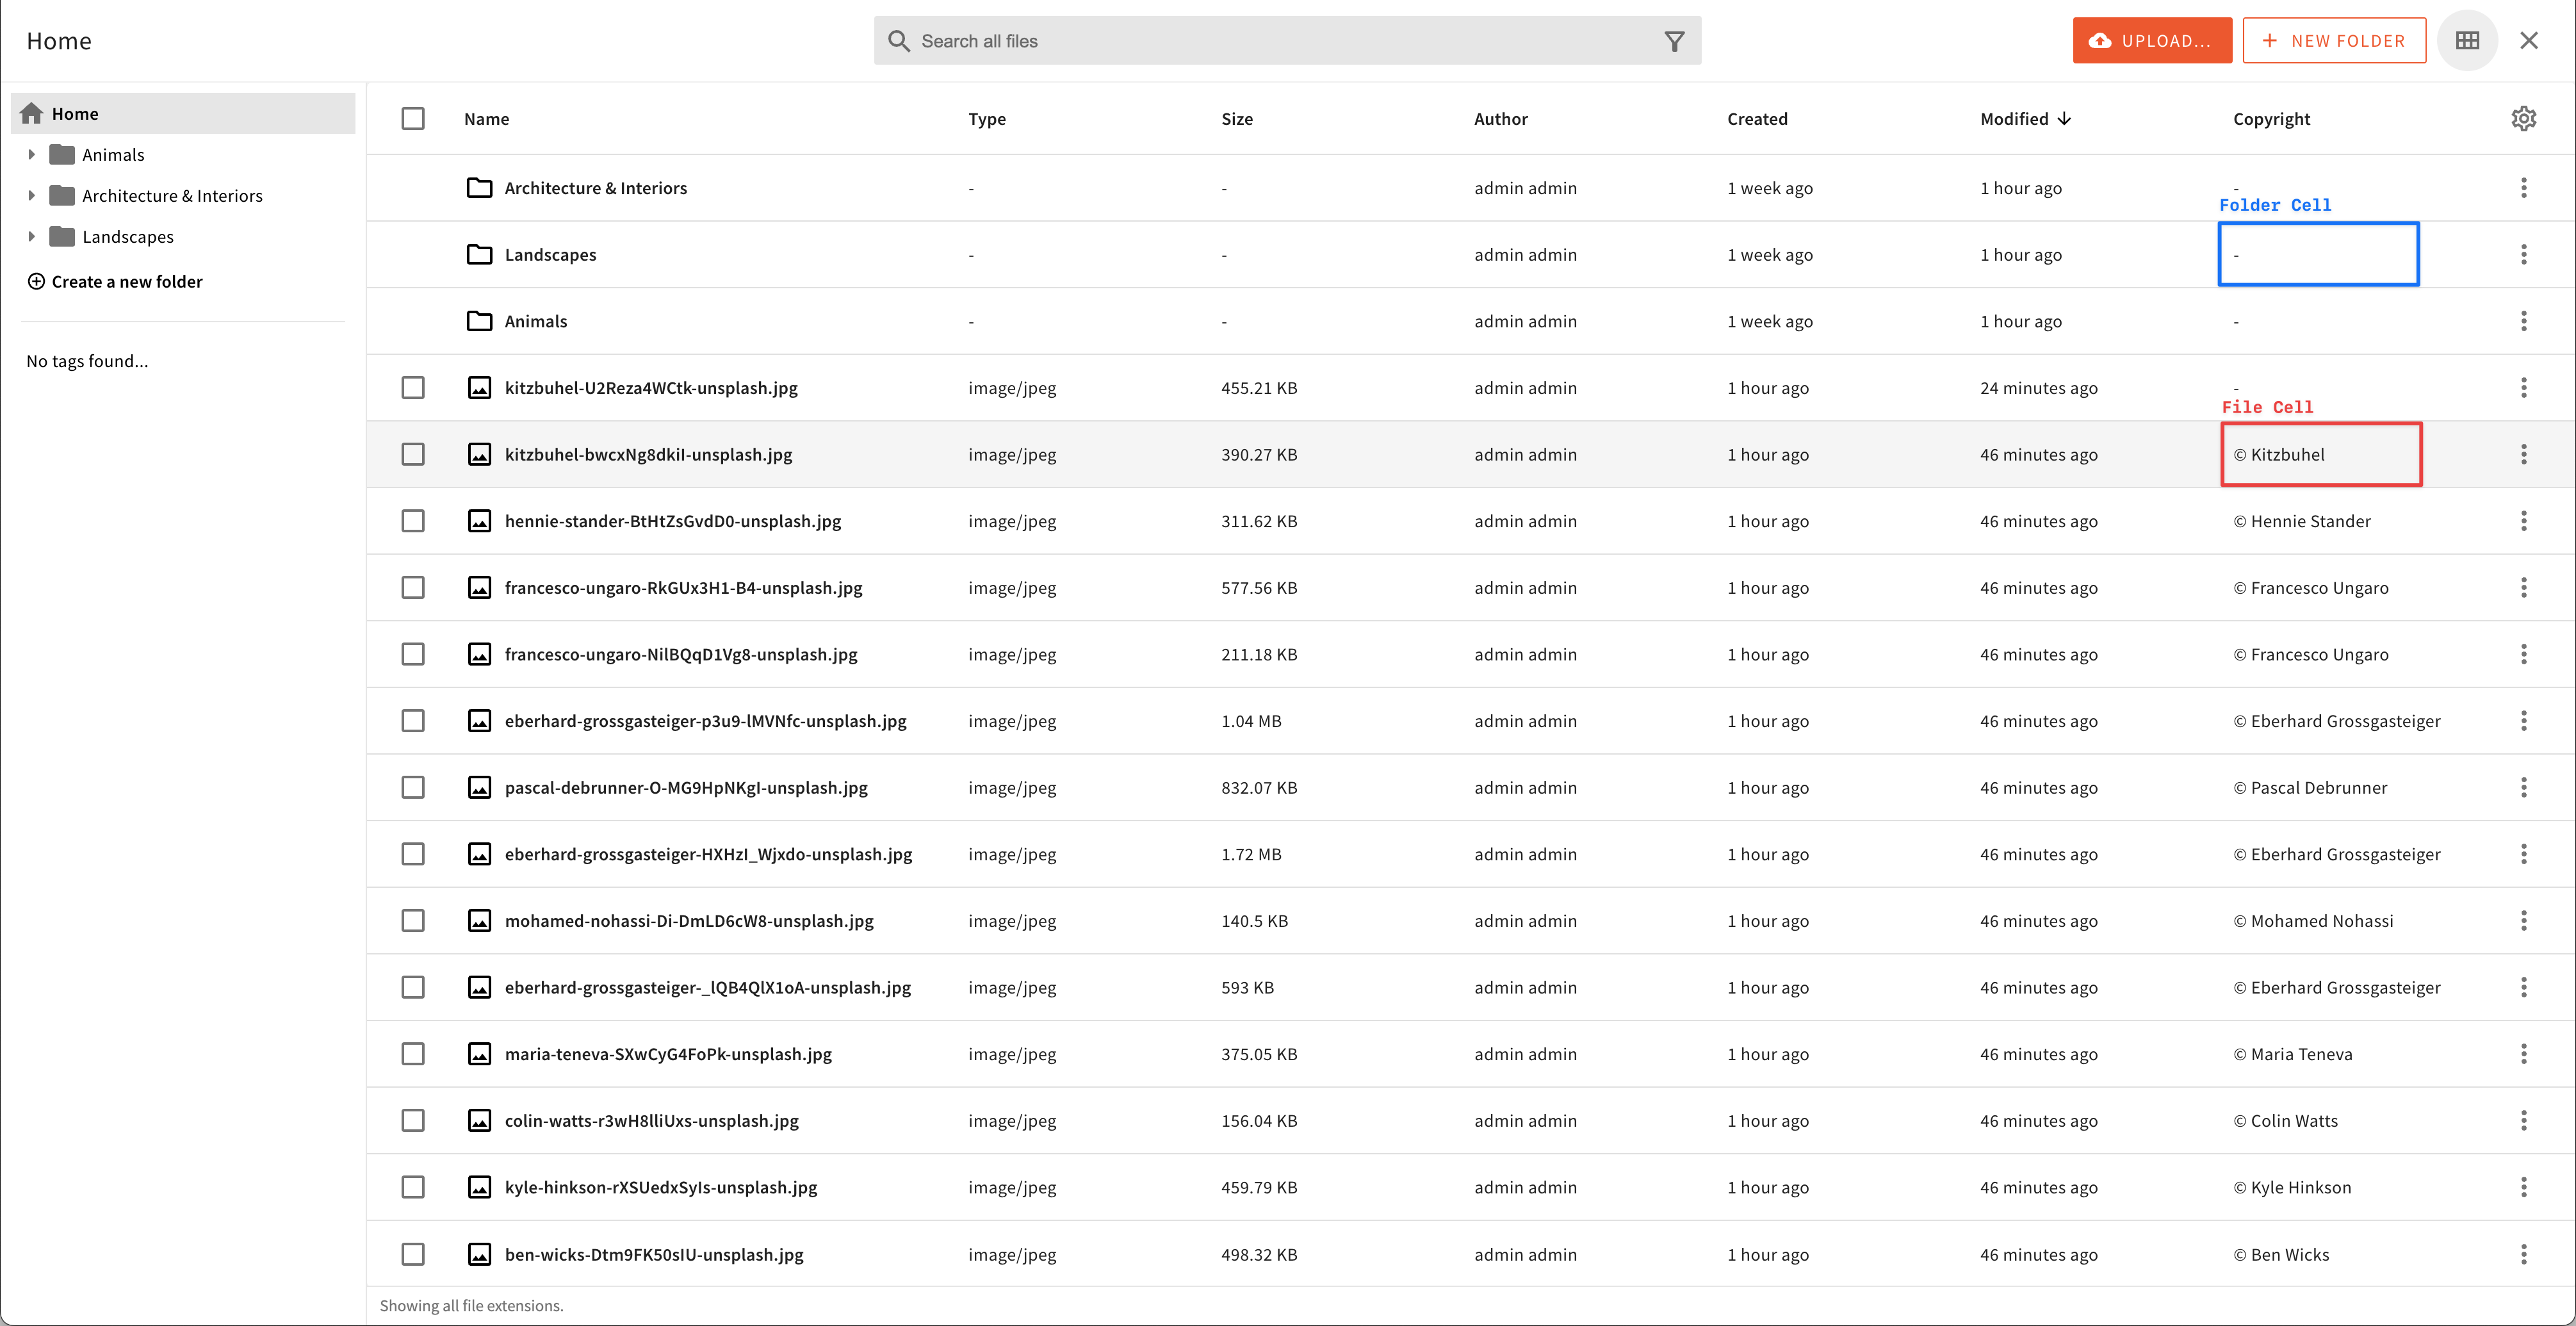 Home
Search all files
UPLOAD...
NEW FOLDER
Home
Animals
Architecture & Interiors
Landscapes
Create a new folder
No tags found...
Name Type Size Author Created Modified Copyright
Architecture & Interiors - - admin admin 1 week ago 1 hour ago -
Folder Cell
Landscapes - - admin admin 1 week ago 1 hour ago -
Animals - - admin admin 1 week ago 1 hour ago -
kitzbuhel-U2Reza4WCtk-unsplash.jpg image/jpeg 455.21 KB admin admin 1 hour ago 24 minutes ago -
File Cell
kitzbuhel-bwcxNg8dkiI-unsplash.jpg image/jpeg 390.27 KB admin admin 1 hour ago 46 minutes ago © Kitzbuhel
hennie-stander-BtHtZsGvdD0-unsplash.jpg image/jpeg 311.62 KB admin admin 1 hour ago 46 minutes ago © Hennie Stander
francesco-ungaro-RkGUx3H1-B4-unsplash.jpg image/jpeg 577.56 KB admin admin 1 hour ago 46 minutes ago © Francesco Ungaro
francesco-ungaro-NilBQqD1Vg8-unsplash.jpg image/jpeg 211.18 KB admin admin 1 hour ago 46 minutes ago © Francesco Ungaro
eberhard-grossgasteiger-p3u9-lMVNfc-unsplash.jpg image/jpeg 1.04 MB admin admin 1 hour ago 46 minutes ago © Eberhard Grossgasteiger
pascal-debrunner-O-MG9HpNKgI-unsplash.jpg image/jpeg 832.07 KB admin admin 1 hour ago 46 minutes ago © Pascal Debrunner
eberhard-grossgasteiger-HXHzI_Wjxdo-unsplash.jpg image/jpeg 1.72 MB admin admin 1 hour ago 46 minutes ago © Eberhard Grossgasteiger
mohamed-nohassi-Di-DmLD6cW8-unsplash.jpg image/jpeg 140.5 KB admin admin 1 hour ago 46 minutes ago © Mohamed Nohassi
eberhard-grossgasteiger-_lQB4QlX1oA-unsplash.jpg image/jpeg 593 KB admin admin 1 hour ago 46 minutes ago © Eberhard Grossgasteiger
maria-teneva-SXwCyG4FoPk-unsplash.jpg image/jpeg 375.05 KB admin admin 1 hour ago 46 minutes ago © Maria Teneva
colin-watts-r3wH8lliUxs-unsplash.jpg image/jpeg 156.04 KB admin admin 1 hour ago 46 minutes ago © Colin Watts
kyle-hinkson-rXSUedxSyIs-unsplash.jpg image/jpeg 459.79 KB admin admin 1 hour ago 46 minutes ago © Kyle Hinkson
ben-wicks-Dtm9FK50sIU-unsplash.jpg image/jpeg 498.32 KB admin admin 1 hour ago 46 minutes ago © Ben Wicks
Showing all file extensions.